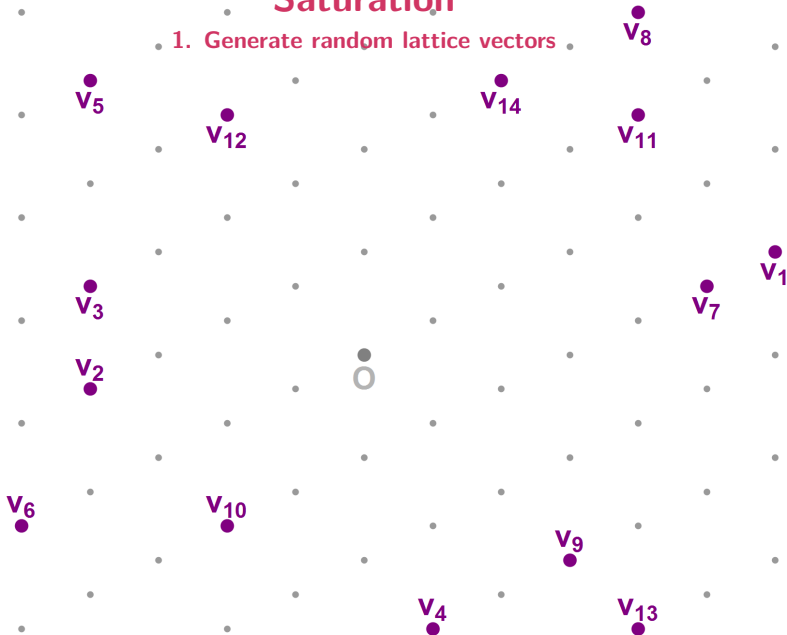 Saturation
1. Generate random lattice vectors
v8
v5
v14
v12
v11
v1
v3
v7
v2
O
v6
v10
v9
v4
v13